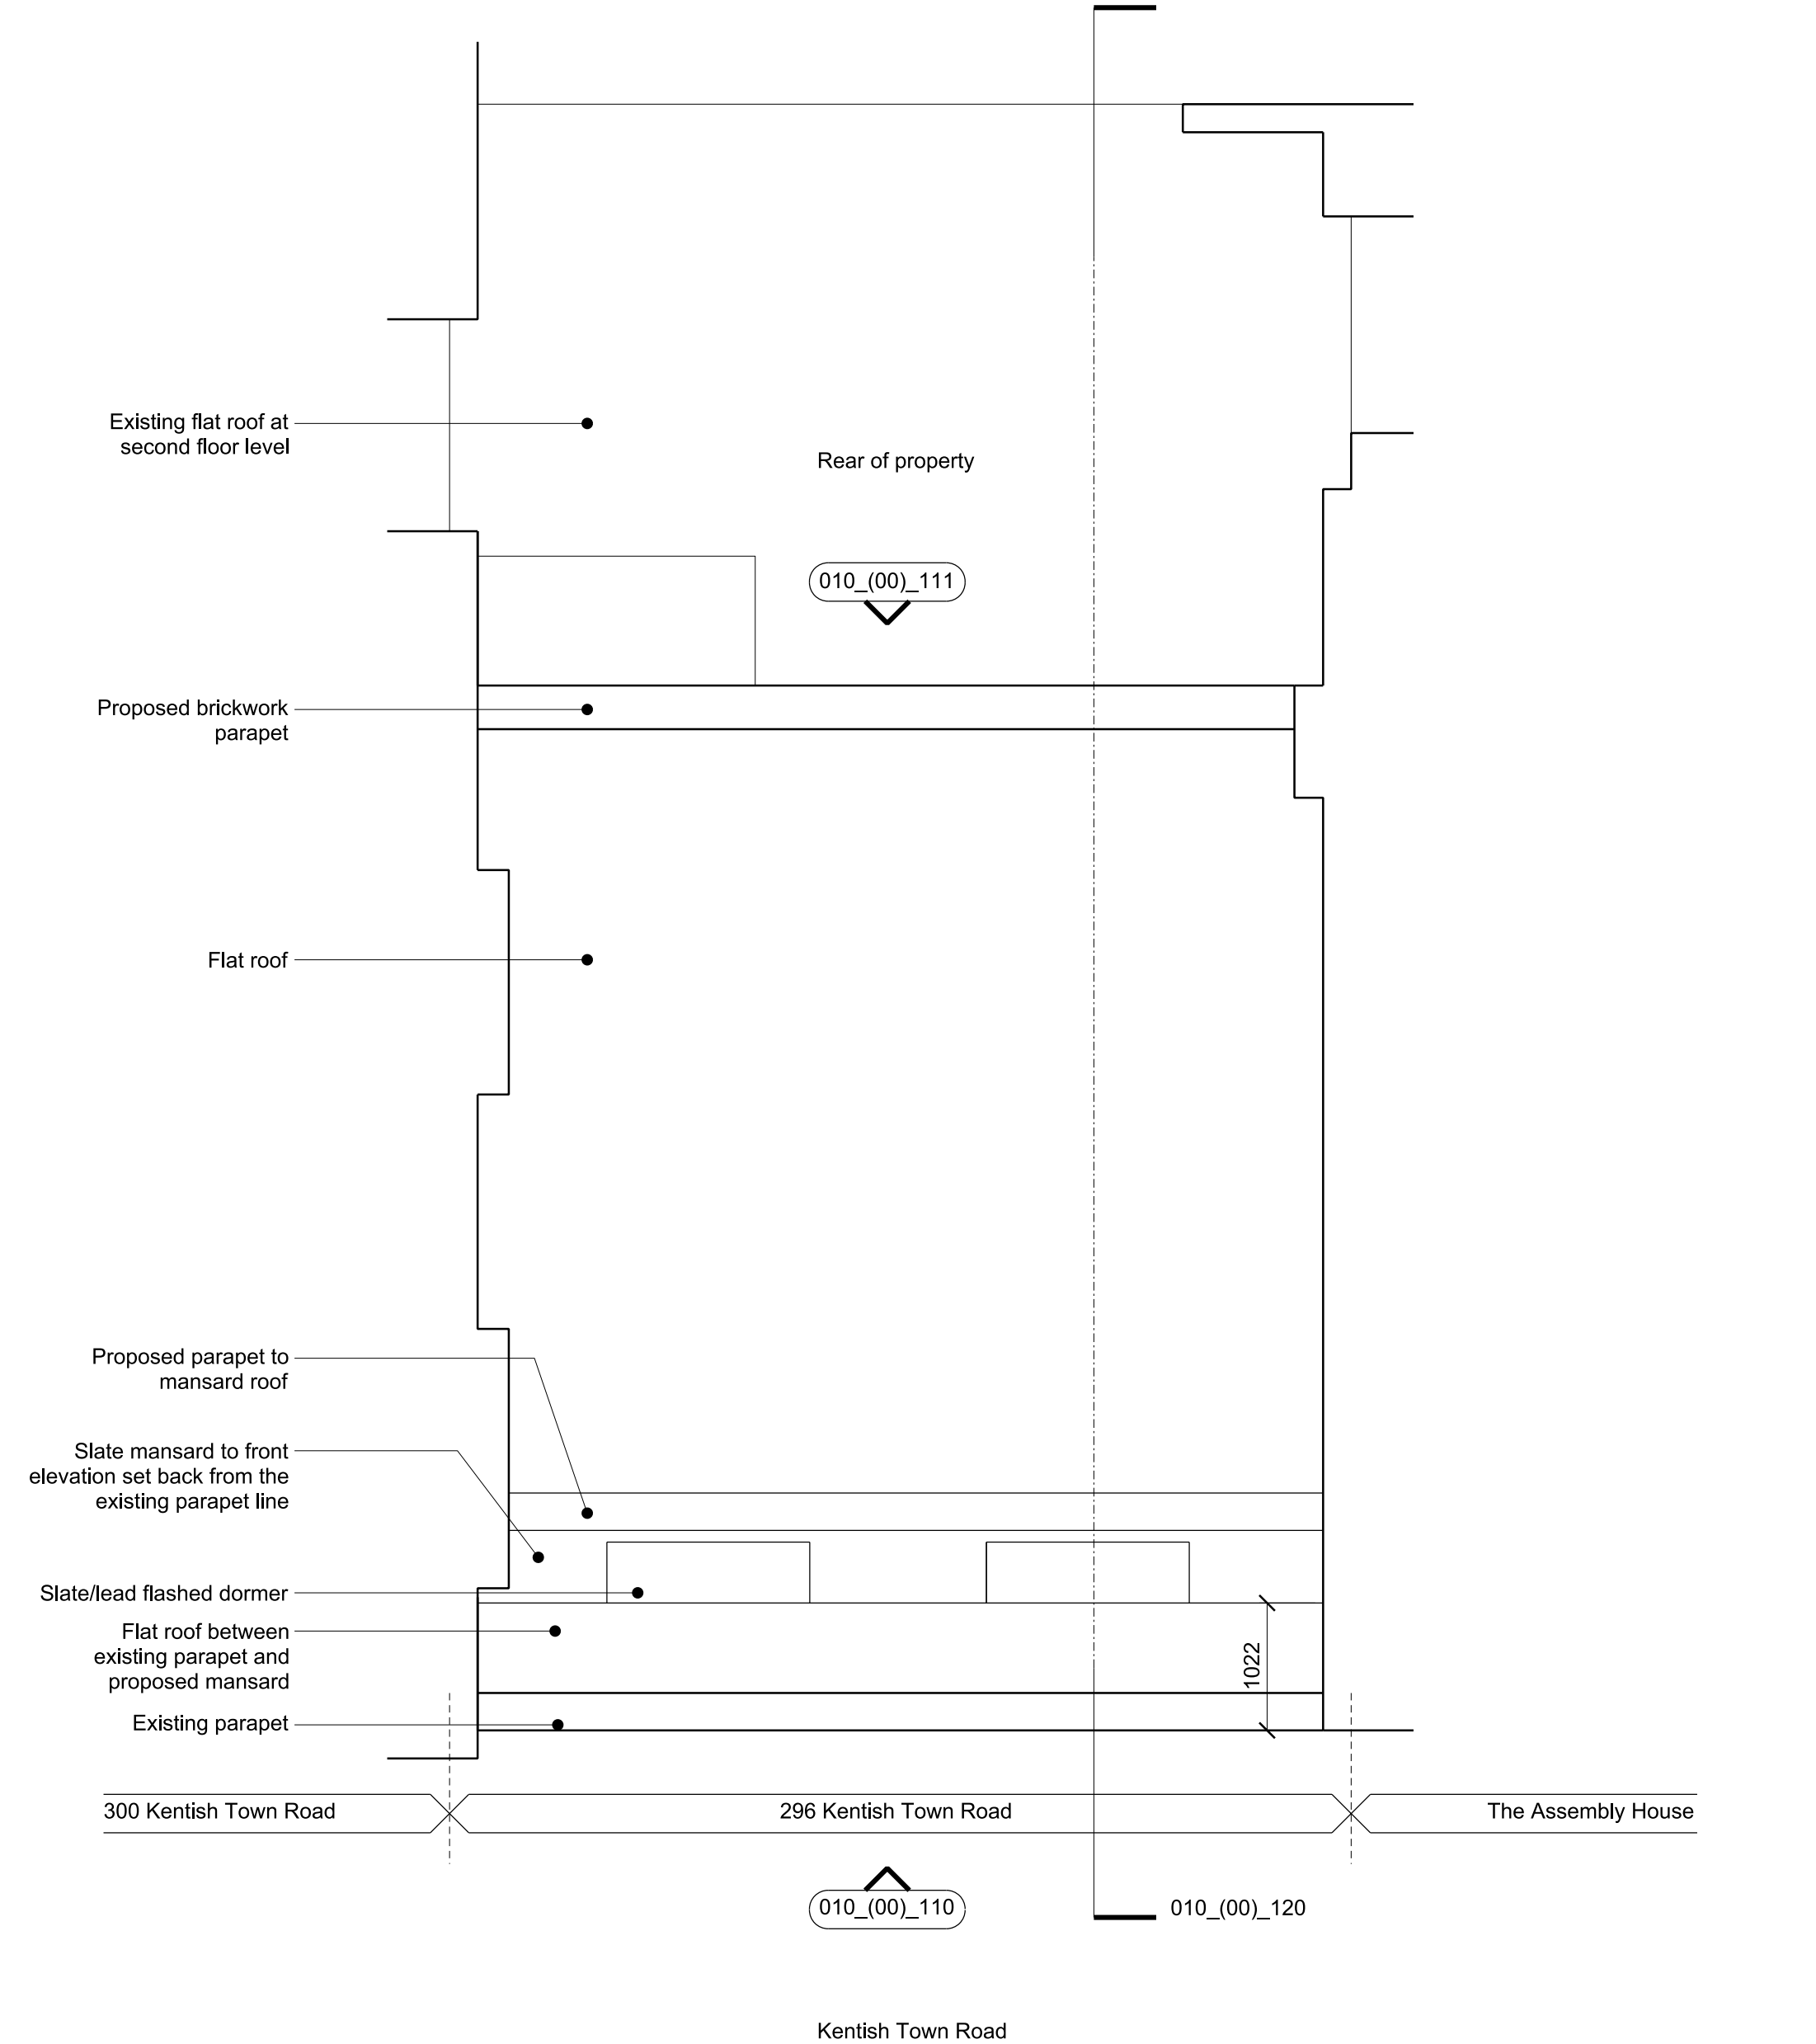 Existing flat roof at
second floor level
Rear of property
010_(00)_111
Proposed brickwork
parapet
Flat roof
Proposed parapet to
mansard roof
Slate mansard to front
elevation set back from the
existing parapet line
Slate/lead flashed dormer
Flat roof between
existing parapet and
proposed mansard
1022
Existing parapet
300 Kentish Town Road
296 Kentish Town Road
The Assembly House
010_(00)_110
010_(00)_120
Kentish Town Road